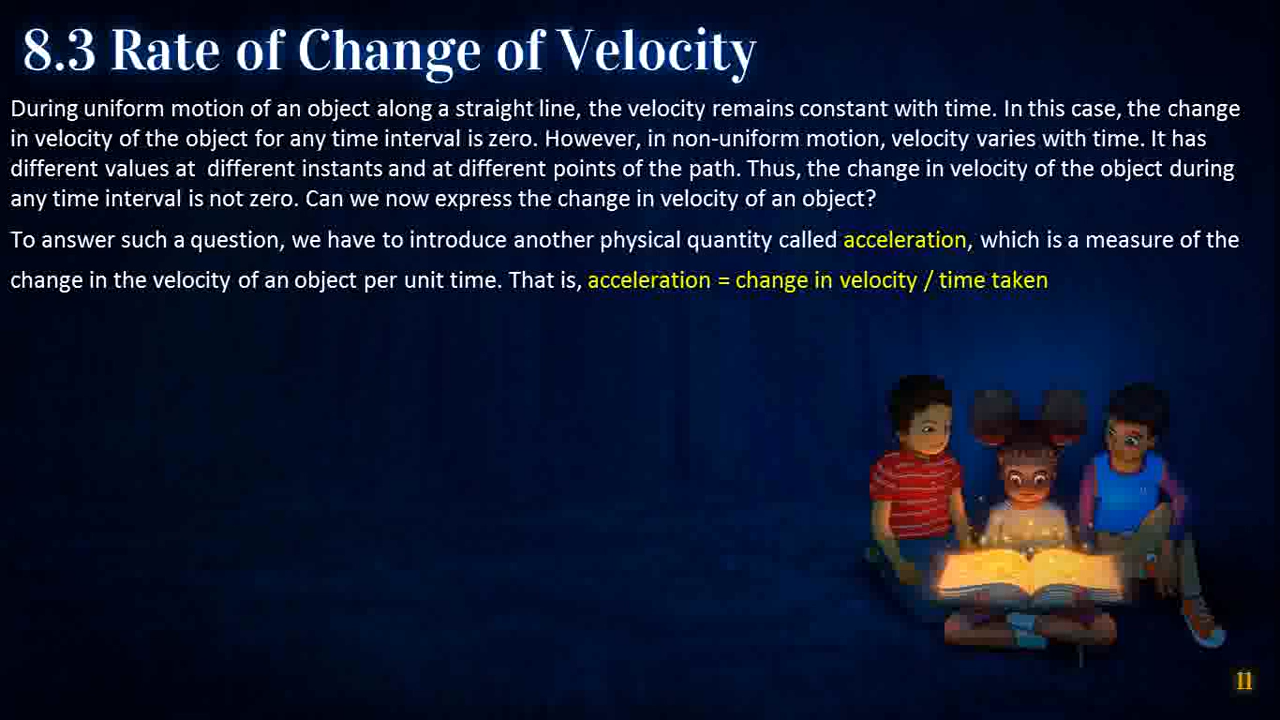 8.3 Rate of Change of Velocity
During uniform motion of an object along a straight line, the velocity remains constant with time. In this case, the change
in velocity of the object for any time interval is zero. However, in non-uniform motion, velocity varies with time. It has
different values at different instants and at different points of the path. Thus, the change in velocity of the object during
any time interval is not zero. Can we now express the change in velocity of an object?
To answer such a question, we have to introduce another physical quantity called acceleration, which is a measure of the
change in the velocity of an object per unit time. That is, acceleration = change in velocity / time taken
11